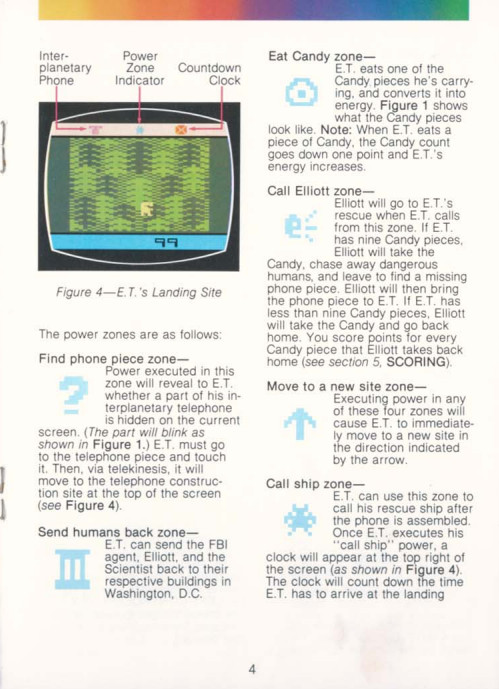 Inter-
planetary
Phone
Power
Zone
Indicator
Countdown
Clock
99
Figure 4—E.T.'s Landing Site
The power zones are as follows:
Find phone piece zone—
Power executed in this
zone will reveal to E.T.
whether a part of his in-
terplanetary telephone
is hidden on the current
screen. (The part will blink as
shown in Figure 1.) E.T. must go
to the telephone piece and touch
it. Then, via telekinesis, it will
move to the telephone construc-
tion site at the top of the screen
(see Figure 4).
Send humans back zone—
E.T. can send the FBI
agent, Elliott, and the
Scientist back to their
respective buildings in
Washington, D.C.
Eat Candy zone—
E.T. eats one of the
Candy pieces he's carry-
ing, and converts it into
energy. Figure 1 shows
what the Candy pieces
look like. Note: When E.T. eats a
piece of Candy, the Candy count
goes down one point and E.T.'s
energy increases.
Call Elliott zone—
Elliott will go to E.T.'s
rescue when E.T. calls
from this zone. If E.T.
has nine Candy pieces,
Elliott will take the
Candy, chase away dangerous
humans, and leave to find a missing
phone piece. Elliott will then bring
the phone piece to E.T. If E.T. has
less than nine Candy pieces, Elliott
will take the Candy and go back
home. You score points for every
Candy piece that Elliott takes back
home (see section 5, SCORING).
Move to a new site zone—
Executing power in any
of these four zones will
cause E.T. to immediate-
ly move to a new site in
the direction indicated
by the arrow.
Call ship zone—
E.T. can use this zone to
call his rescue ship after
the phone is assembled.
Once E.T. executes his
"call ship" power, a
clock will appear at the top right of
the screen (as shown in Figure 4).
The clock will count down the time
E.T. has to arrive at the landing
4